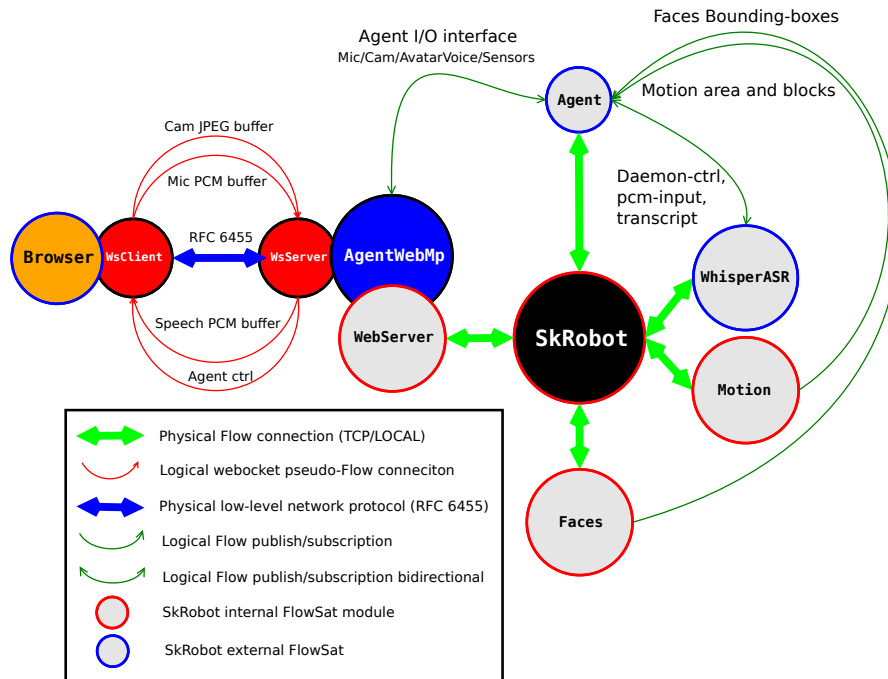 Faces Bounding-boxes
Agent I/O interface
Mic/Cam/AvatarVoice/Sensors
Motion area and blocks
Agent
Cam JPEG buffer
Mic PCM buffer
Daemon-ctrl,
pcm-input,
transcript
RFC 6455
Browser
WsClient
WsServer
AgentWebMp
WhisperASR
Speech PCM buffer
WebServer
SkRobot
Agent ctrl
Motion
Faces
Physical Flow connection (TCP/LOCAL)
Logical webocket pseudo-Flow conneciton
Physical low-level network protocol (RFC 6455)
Logical Flow publish/subscription
Logical Flow publish/subscription bidirectional
SkRobot internal FlowSat module
SkRobot external FlowSat